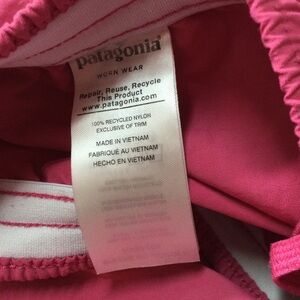 patagonia
WORN WEAR
Repair, Reuse, Recycle
This Product
www.patagonia.com
100% RECYCLED NYLON
EXCLUSIVE OF TRIM
MADE IN VIETNAM
FABRIQUÉ AU VIETNAM
HECHO EN VIETNAM